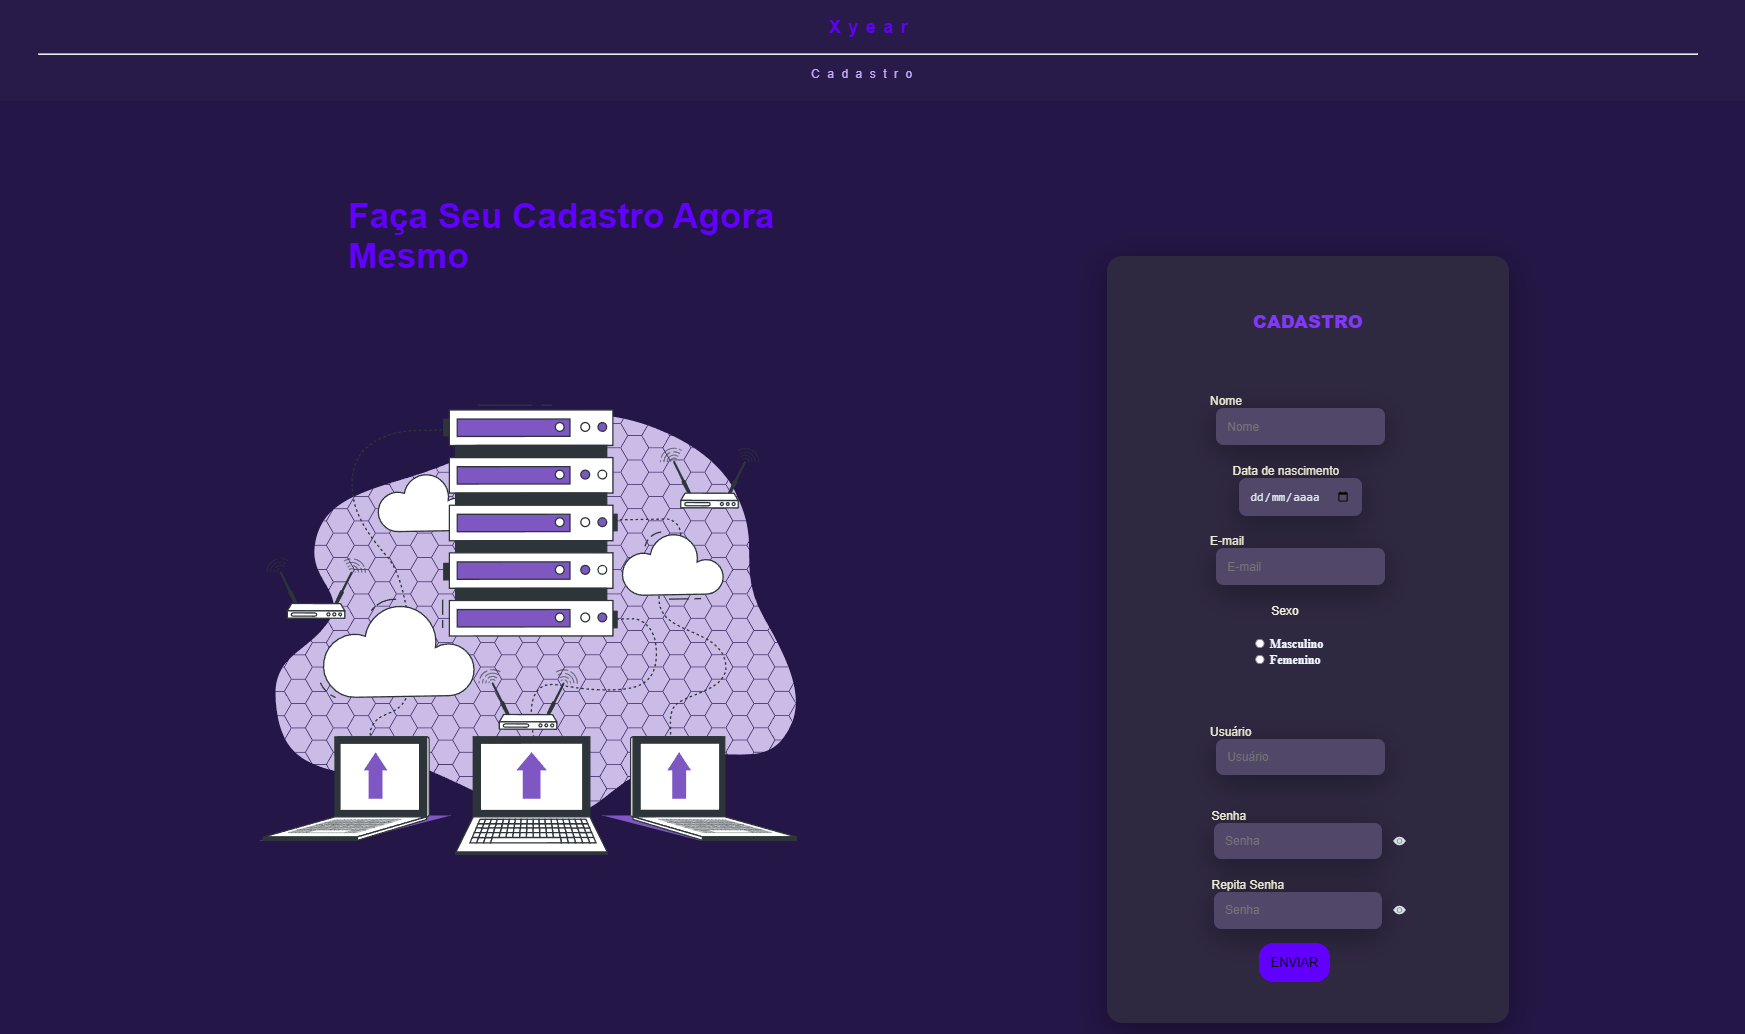 Xyear
Cadastro
Faça Seu Cadastro Agora
Mesmo
CADASTRO
Nome
Nome
Data de nascimento
dd/mm/aaaa
E-mail
E-mail
Sexo
Masculino
Femenino
Usuário
Usuário
Senha
Senha
Repita Senha
Senha
ENVIAR